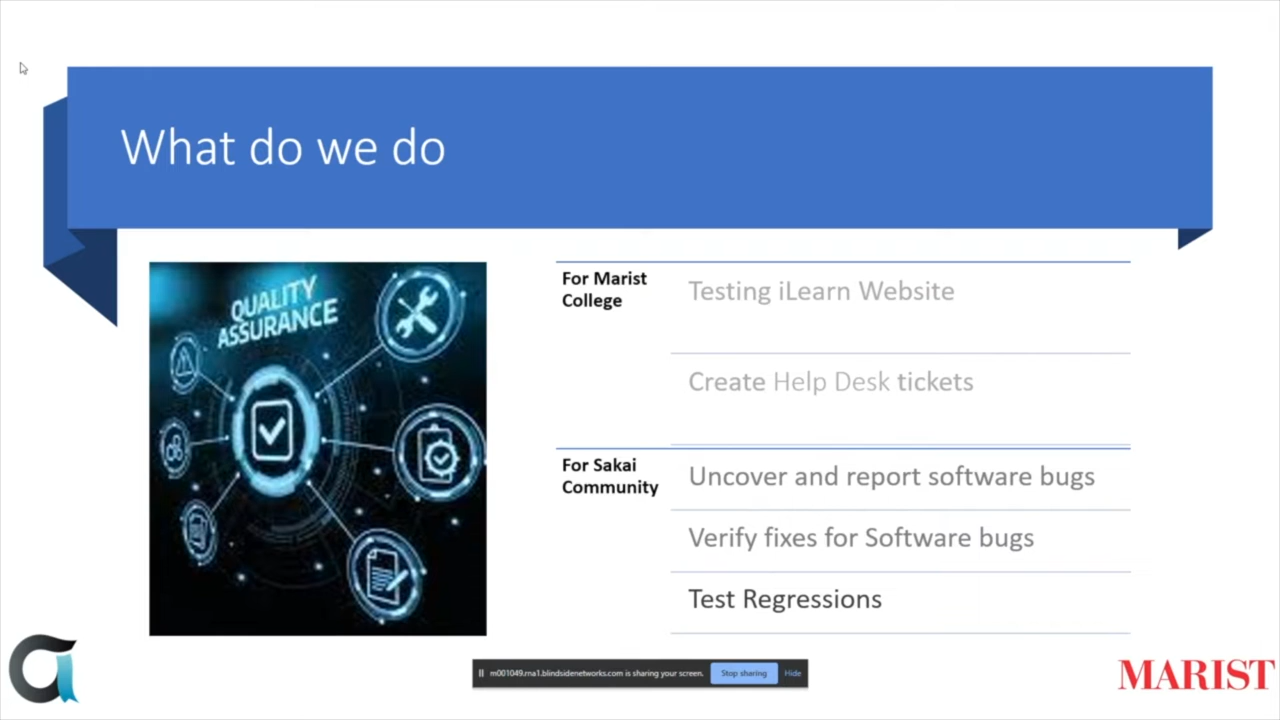 What do we do
QUALITY
ASSURANCE
For Marist
College
Testing iLearn Website
Create Help Desk tickets
For Sakai
Community
Uncover and report software bugs
Verify fixes for Software bugs
Test Regressions
m001049.rna1.blindsidenetworks.com is sharing your screen.
Stop sharing
Hide
MARIST